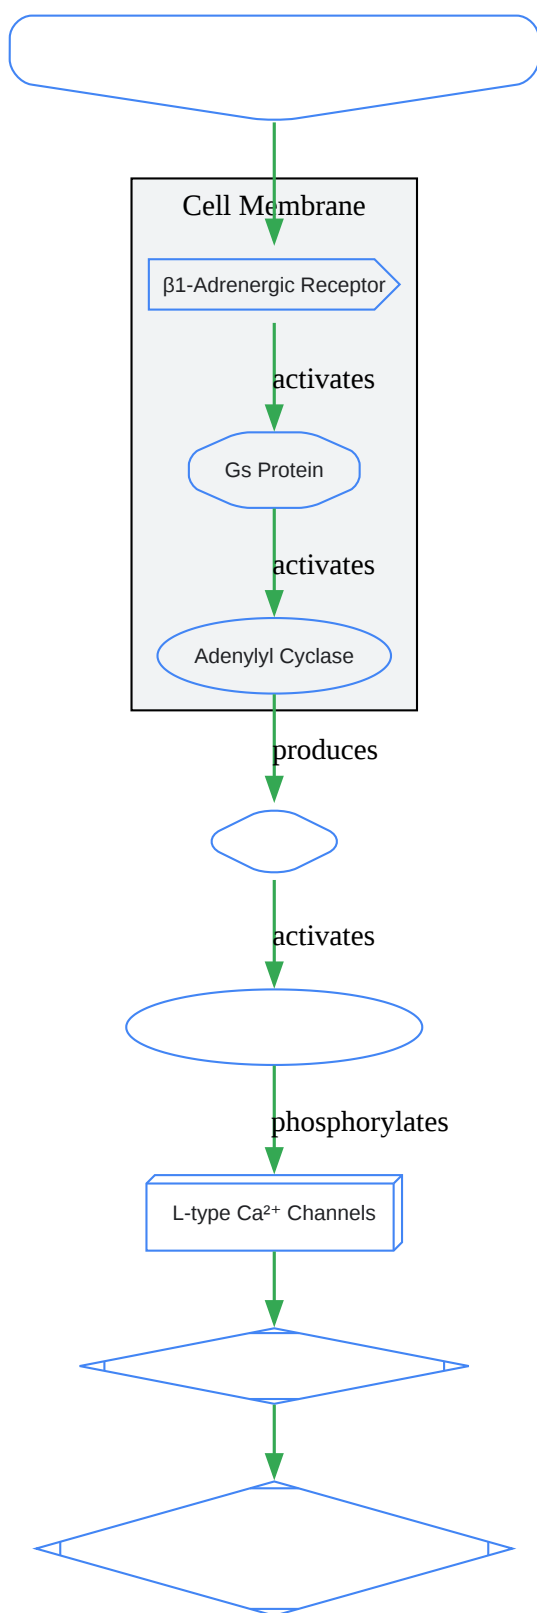 Cell Membrane
β1-Adrenergic Receptor
activates
Gs Protein
activates
Adenylyl Cyclase
produces
activates
phosphorylates
L-type Ca²⁺ Channels